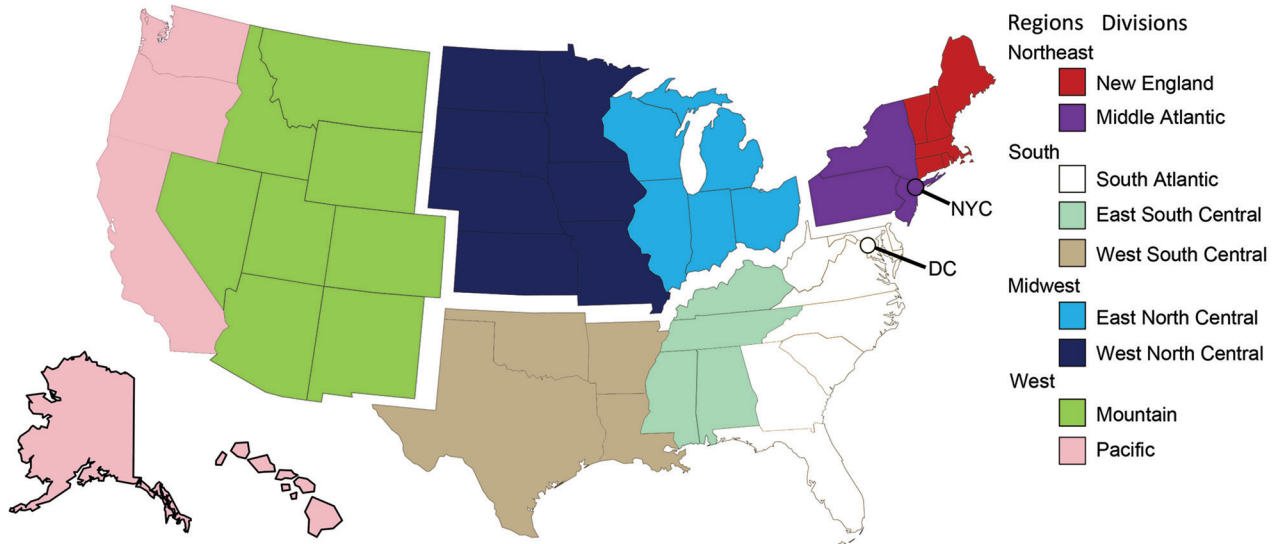 Regions Divisions
Northeast
New England
Middle Atlantic
South
South Atlantic
East South Central
West South Central
Midwest
East North Central
West North Central
West
Mountain
Pacific
NYC
DC